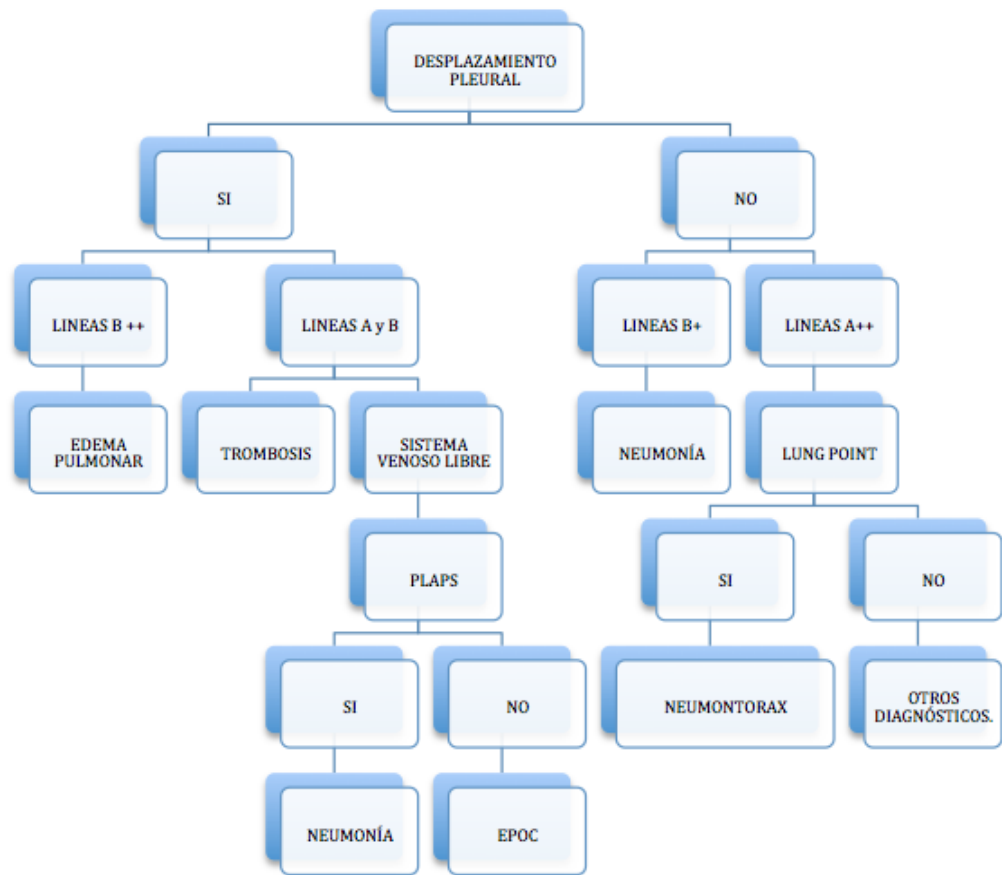 DESPLAZAMIENTO
PLEURAL
SI
NO
LINEAS B ++
LINEAS A y B
LINEAS B+
LINEAS A++
EDEMA
PULMONAR
TROMBOSIS
SISTEMA
VENOSO LIBRE
NEUMONÍA
LUNG POINT
PLAPS
SI
NO
SI
NO
NEUMONTORAX
OTROS
DIAGNÓSTICOS.
NEUMONÍA
EPOC